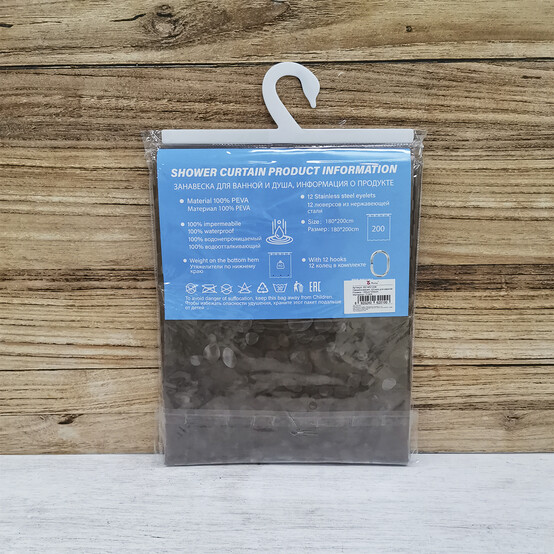 SHOWER CURTAIN PRODUCT INFORMATION
ЗАНАВЕСКА ДЛЯ ВАННОЙ И ДУША, ИНФОРМАЦИЯ О ПРОДУКТЕ
Material 100% PEVA
Материал 100% PEVA
100% impermeabile
100% waterproof
100% водонепроницаемый
100% водоотталкивающий
Weight on the bottom hem
Утяжелители по нижнему
краю
12 Stainless steel eyelets
12 люверсов из нержавеющей
стали
Size: 180*200cm
Размер: 180*200cm
200
With 12 hooks
12 колец в комплекте
EAC
To avoid danger of suffocation, keep this bag away from Children.
Чтобы избежать опасности удушения, храните этот пакет подальше
от детей